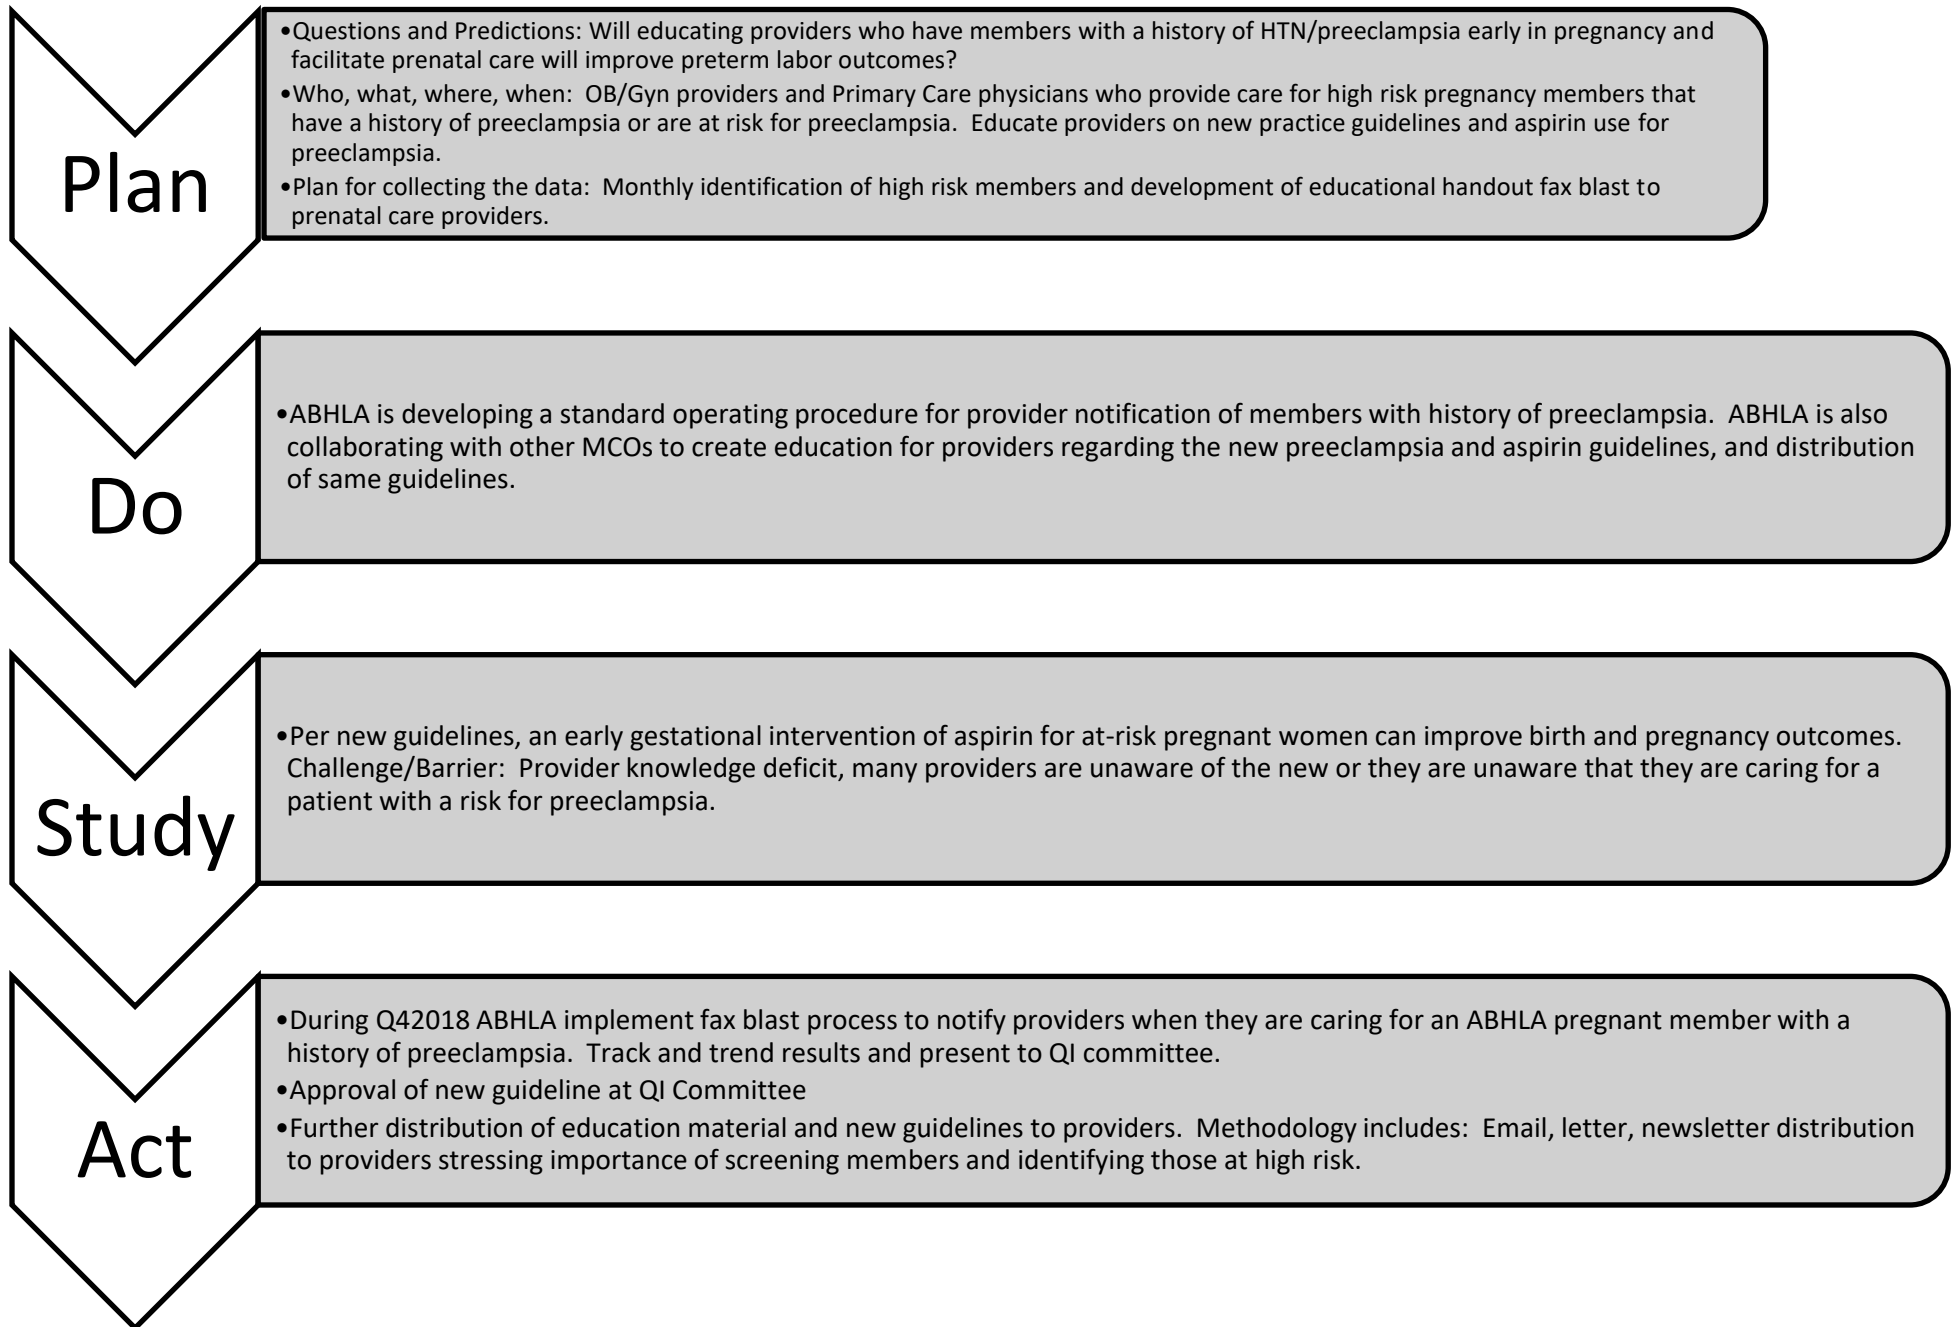 Plan
•Questions and Predictions: Will educating providers who have members with a history of HTN/preeclampsia early in pregnancy and
facilitate prenatal care will improve preterm labor outcomes?
•Who, what, where, when:  OB/Gyn providers and Primary Care physicians who provide care for high risk pregnancy members that
have a history of preeclampsia or are at risk for preeclampsia.  Educate providers on new practice guidelines and aspirin use for
preeclampsia.
•Plan for collecting the data:  Monthly identification of high risk members and development of educational handout fax blast to
prenatal care providers.
Do
•ABHLA is developing a standard operating procedure for provider notification of members with history of preeclampsia.  ABHLA is also
collaborating with other MCOs to create education for providers regarding the new preeclampsia and aspirin guidelines, and distribution
of same guidelines.
Study
•Per new guidelines, an early gestational intervention of aspirin for at-risk pregnant women can improve birth and pregnancy outcomes.
Challenge/Barrier:  Provider knowledge deficit, many providers are unaware of the new or they are unaware that they are caring for a
patient with a risk for preeclampsia.
Act
•During Q42018 ABHLA implement fax blast process to notify providers when they are caring for an ABHLA pregnant member with a
history of preeclampsia.  Track and trend results and present to QI committee.
•Approval of new guideline at QI Committee
•Further distribution of education material and new guidelines to providers.  Methodology includes:  Email, letter, newsletter distribution
to providers stressing importance of screening members and identifying those at high risk.